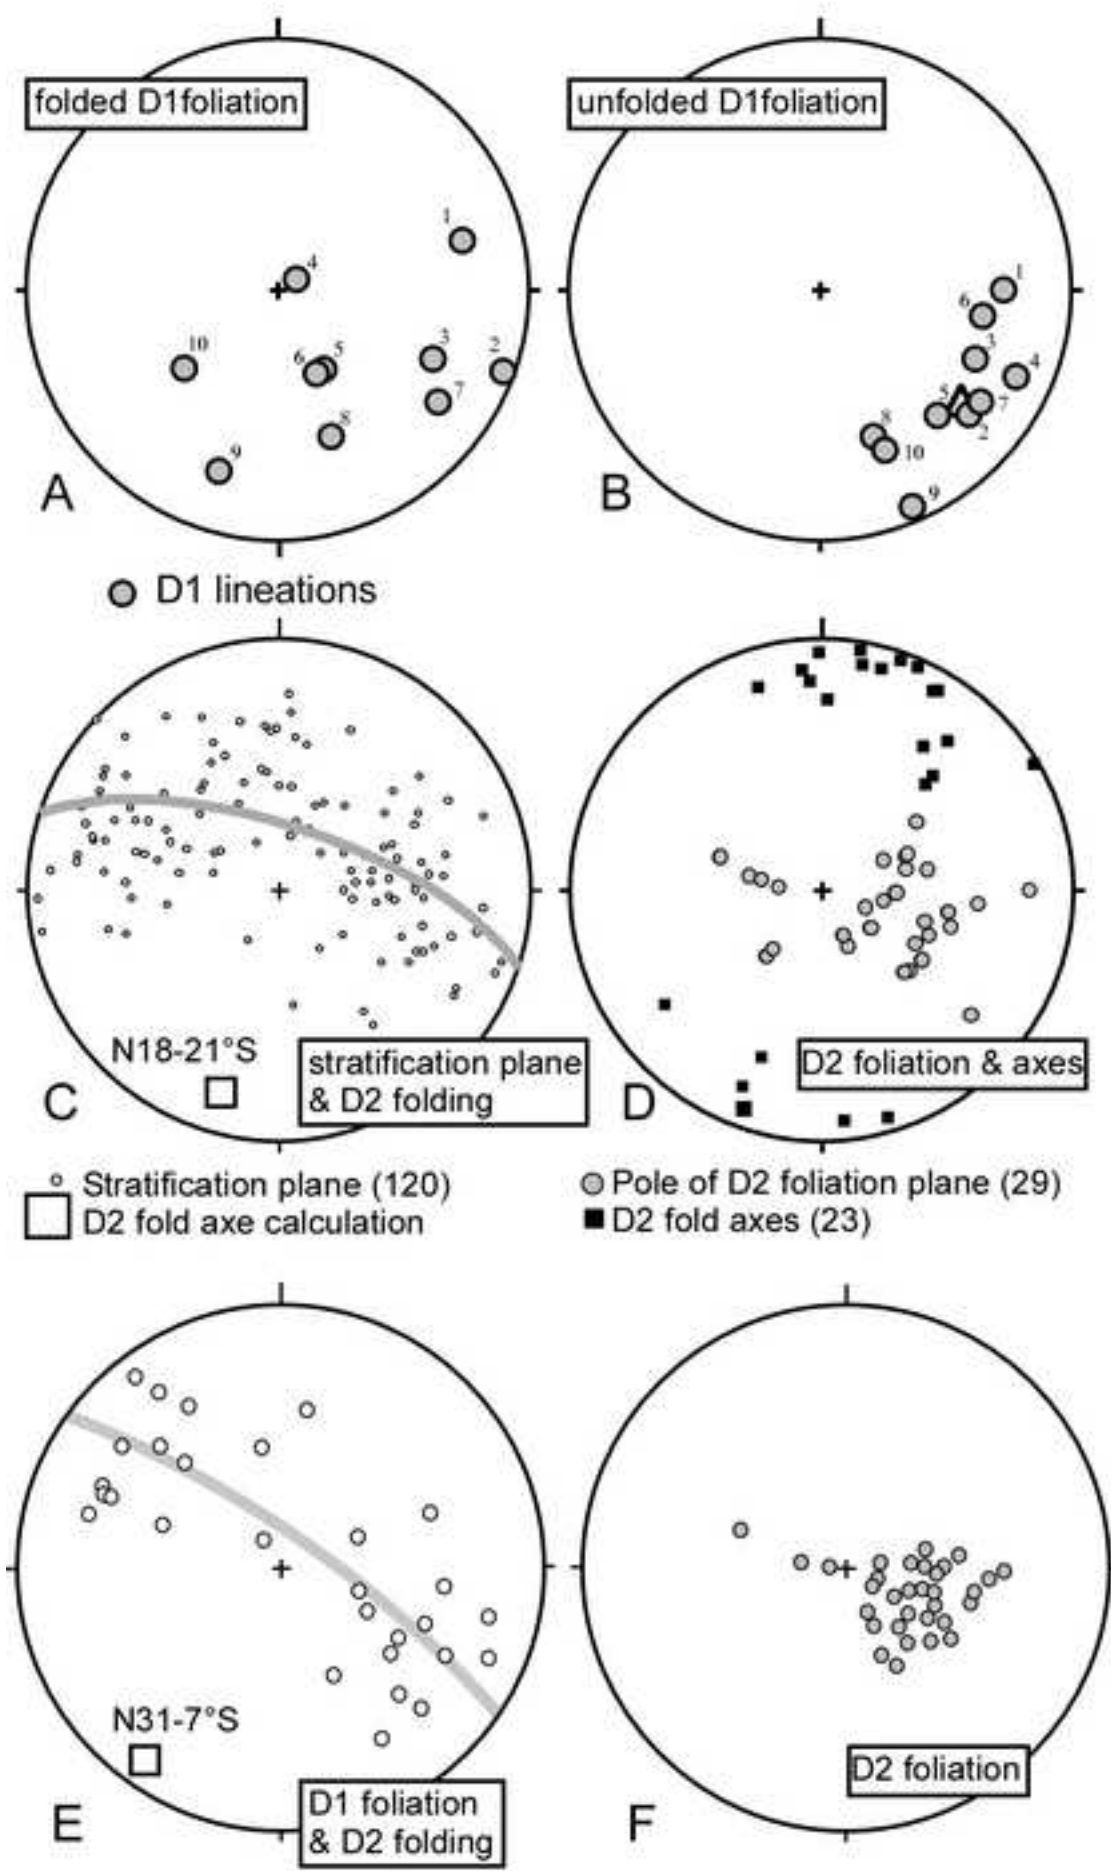 folded D1foliation
unfolded D1foliation
1
4
10
6
5
3
2
7
8
9
A
1
6
3
4
5
7
2
8
10
9
B
D1 lineations
N18-21°S
C
stratification plane
& D2 folding
D
D2 foliation & axes
Stratification plane (120)
D2 fold axe calculation
Pole of D2 foliation plane (29)
D2 fold axes (23)
N31-7°S
E
D1 foliation
& D2 folding
F
D2 foliation